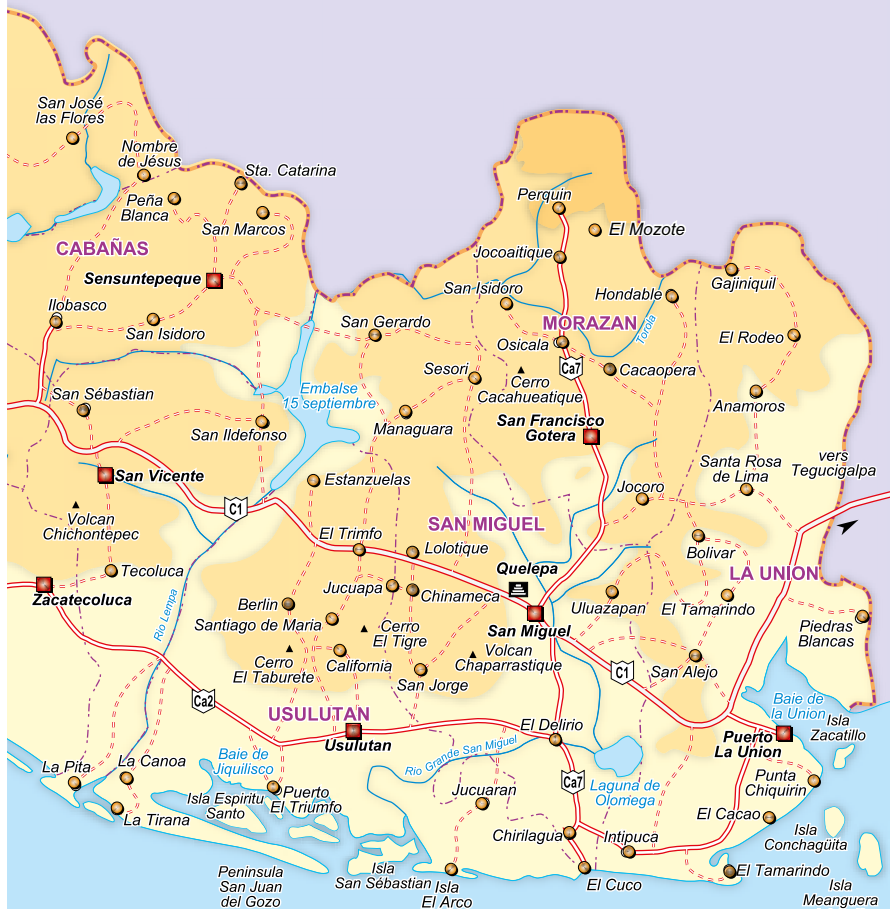 San José
las Flores
Nombre
de Jésus
Sta. Catarina
Peña
Blanca
San Marcos
Perquin
El Mozote
CABAÑAS
Jocoaitique
Sensuntepeque
San Isidoro
Hondable
Gajiniquil
Ilobasco
San Isidoro
San Gerardo
MORAZAN
Torola
El Rodeo
Osicala
Ca7
Cacaopera
Sesori
Cerro
Cacahueatique
San Sébastian
Embalse
15 septiembre
Anamoros
San Ildefonso
Managuara
San Francisco
Gotera
vers
Tegucigalpa
Santa Rosa
de Lima
San Vicente
Estanzuelas
Jocoro
C1
Volcan
Chichontepec
SAN MIGUEL
El Trimfo
Lolotique
Bolivar
Quelepa
LA UNION
Tecoluca
Zacatecoluca
Jucuapa
Chinameca
Rio Lempa
Berlin
Santiago de Maria
Uluazapan
El Tamarindo
San Miguel
Piedras
Blancas
Cerro
El Tigre
Cerro
El Taburete
California
Volcan
Chaparrastique
C1
San Alejo
San Jorge
Ca2
Baie de
la Union
USULUTAN
Usulutan
El Delirio
Isla
Zacatillo
Puerto
La Union
Rio Grande San Miguel
Baie de
Jiquilisco
La Pita
La Canoa
Ca7
Laguna de
Olomega
Punta
Chiquirin
Isla Espiritu
Santo
Puerto
El Triumfo
Jucuaran
La Tirana
El Cacao
Chirilagua
Intipuca
Isla
Conchagüita
Peninsula
San Juan
del Gozo
Isla
San Sébastian
Isla
El Arco
El Cuco
El Tamarindo
Isla
Meanguera